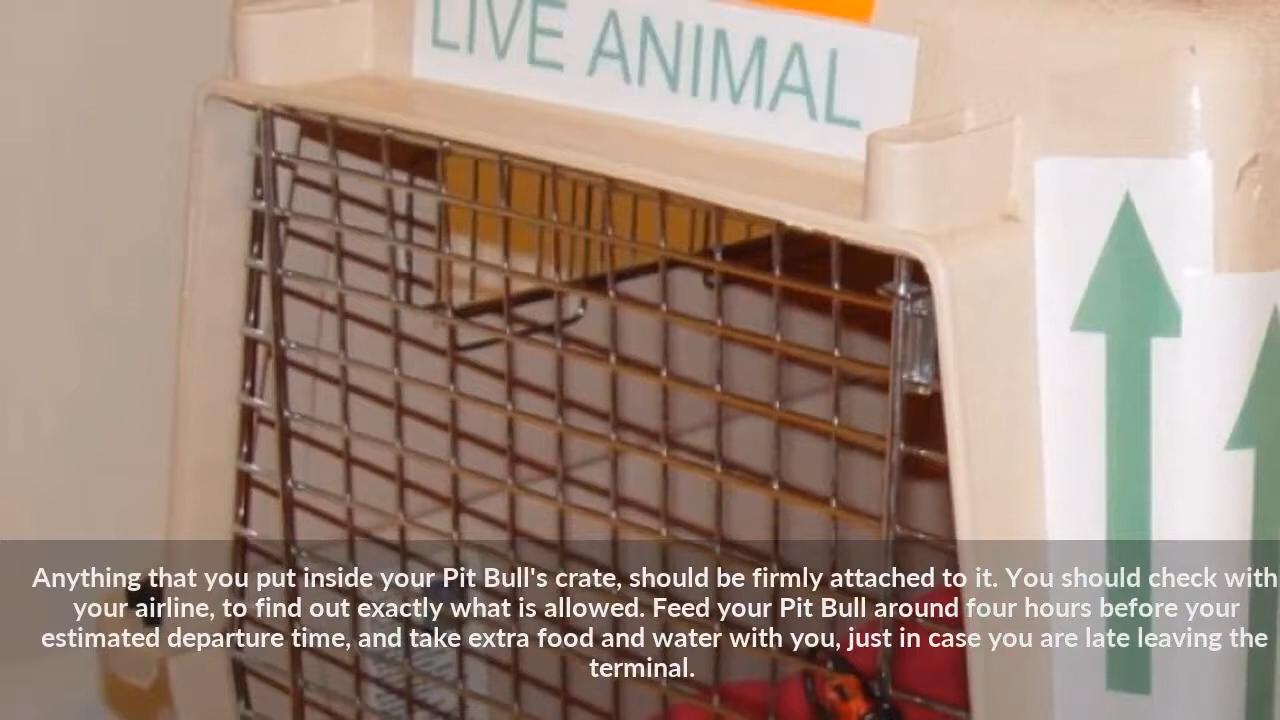 LIVE ANIMAL
Anything that you put inside your Pit Bull's crate, should be firmly attached to it. You should check with
your airline, to find out exactly what is allowed. Feed your Pit Bull around four hours before your
estimated departure time, and take extra food and water with you, just in case you are late leaving the
terminal.